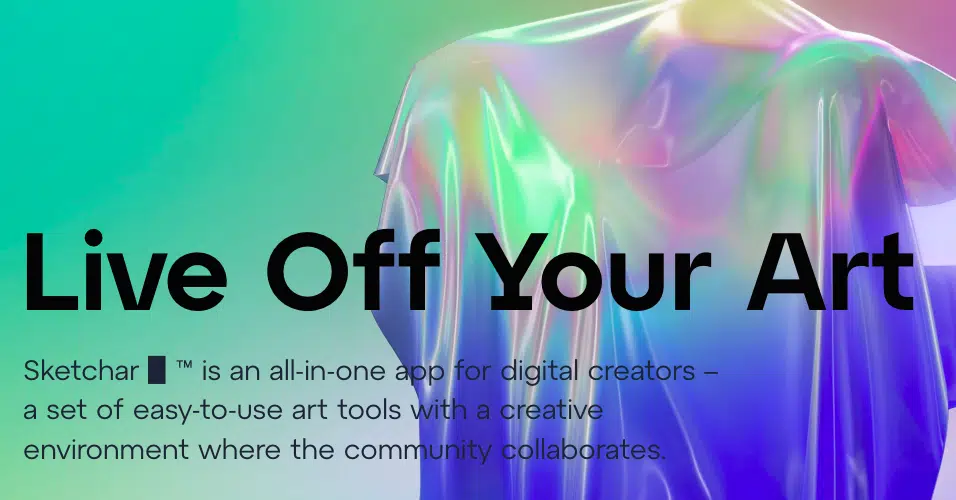 Live Off Your Art
Sketchar █ ™ is an all-in-one app for digital creators –
a set of easy-to-use art tools with a creative
environment where the community collaborates.